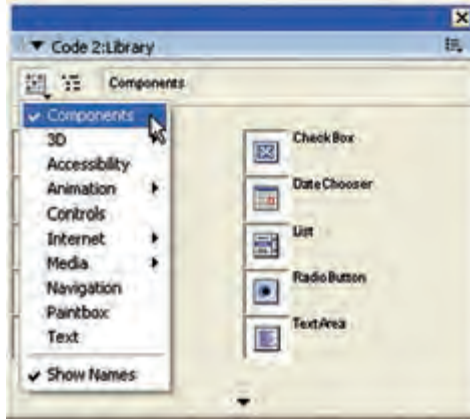 Code 2:Library
Components
Components
3D
Accessibility
Animation
Controls
Internet
Media
Navigation
Paintbox
Text
Show Names
CheckBox
DateChooser
List
RadioButton
TextArea